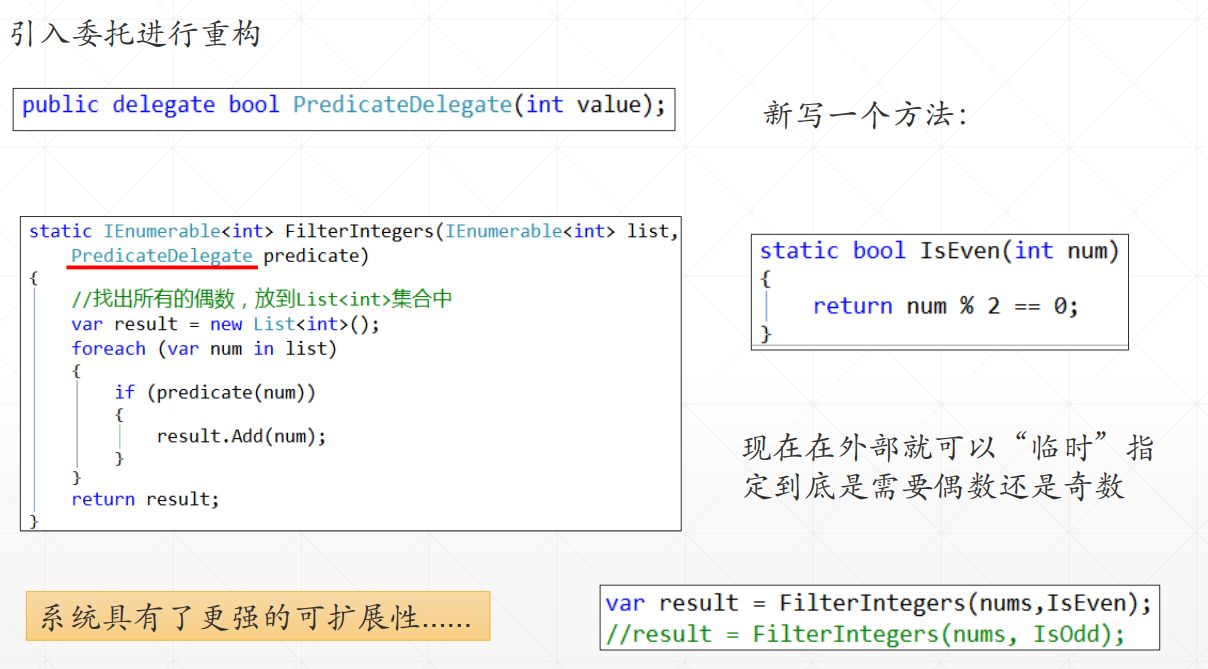 引入委托进行重构
public delegate bool PredicateDelegate(int value);
新写一个方法：
static IEnumerable<int> FilterIntegers(IEnumerable<int> list,
    PredicateDelegate predicate)
{
    //找出所有的偶数，放到List<int>集合中
    var result = new List<int>();
    foreach (var num in list)
    {
        if (predicate(num))
        {
            result.Add(num);
        }
    }
    return result;
}
static bool IsEven(int num)
{
    return num % 2 == 0;
}
现在在外部就可以“临时”指
定到底是需要偶数还是奇数
系统具有了更强的可扩展性……
var result = FilterIntegers(nums,IsEven);
//result = FilterIntegers(nums, IsOdd);